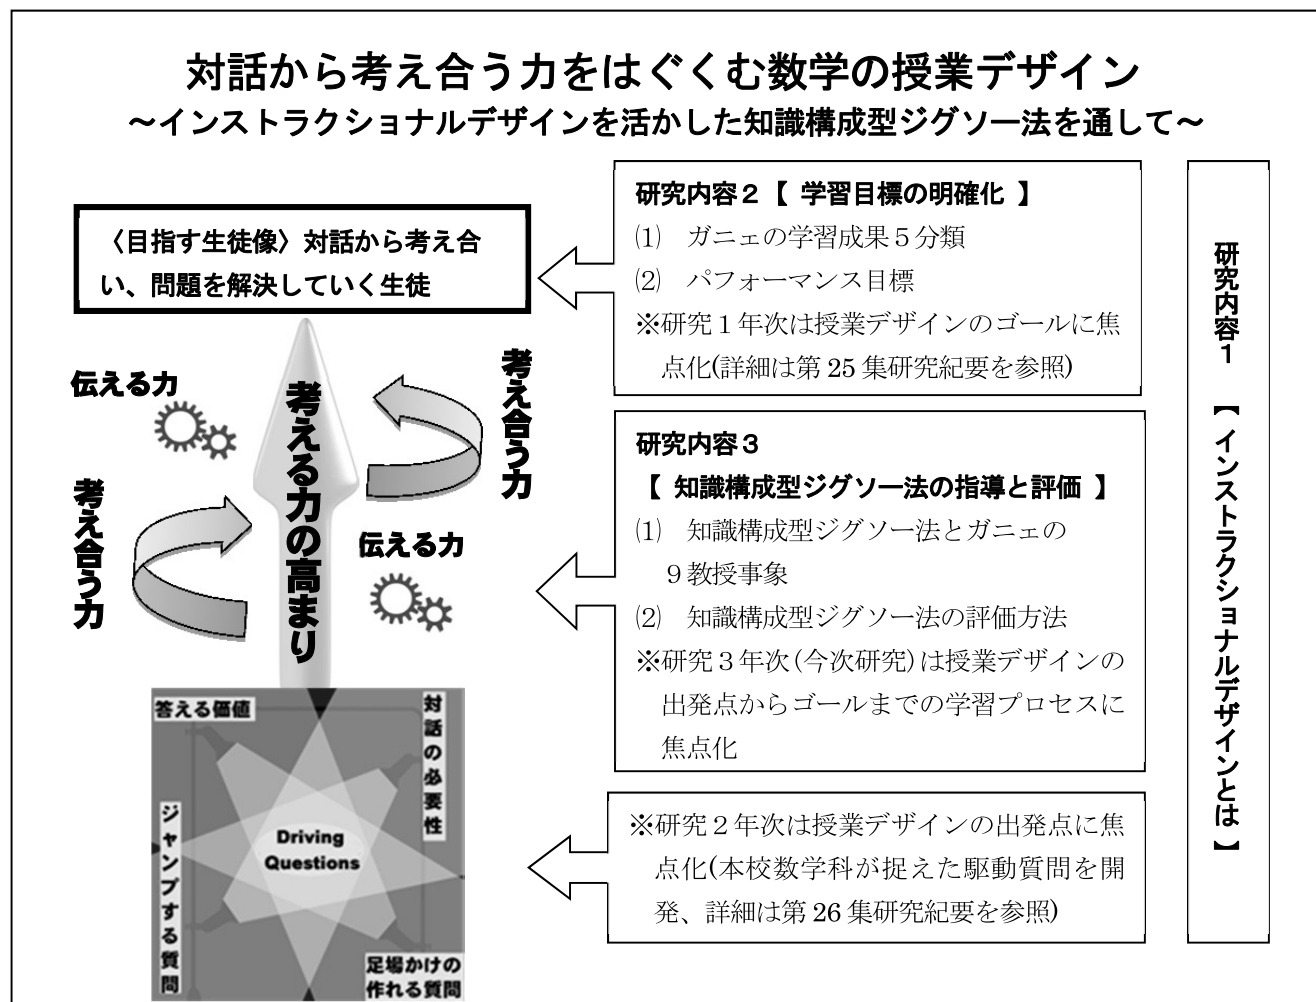 対話から考え合う力をはぐくむ数学の授業デザイン
～インストラクショナルデザインを活かした知識構成型ジグソー法を通して～
〈目指す生徒像〉対話から考え合
い、問題を解決していく生徒
伝える力
考え合う力
考える力の高まり
考え合う力
伝える力
答える価値
対話の必要性
ジャンプする質問
Driving
Questions
足場かけの
作れる質問
研究内容２【 学習目標の明確化 】
⑴　ガニェの学習成果５分類
⑵　パフォーマンス目標
※研究１年次は授業デザインのゴールに焦
点化(詳細は第 25 集研究紀要を参照)
研究内容３
【 知識構成型ジグソー法の指導と評価 】
⑴　知識構成型ジグソー法とガニェの
９教授事象
⑵　知識構成型ジグソー法の評価方法
※研究３年次(今次研究)は授業デザインの
出発点からゴールまでの学習プロセスに
焦点化
※研究２年次は授業デザインの出発点に焦
点化(本校数学科が捉えた駆動質問を開
発、詳細は第 26 集研究紀要を参照)
研究内容１　【 インストラクショナルデザインとは 】